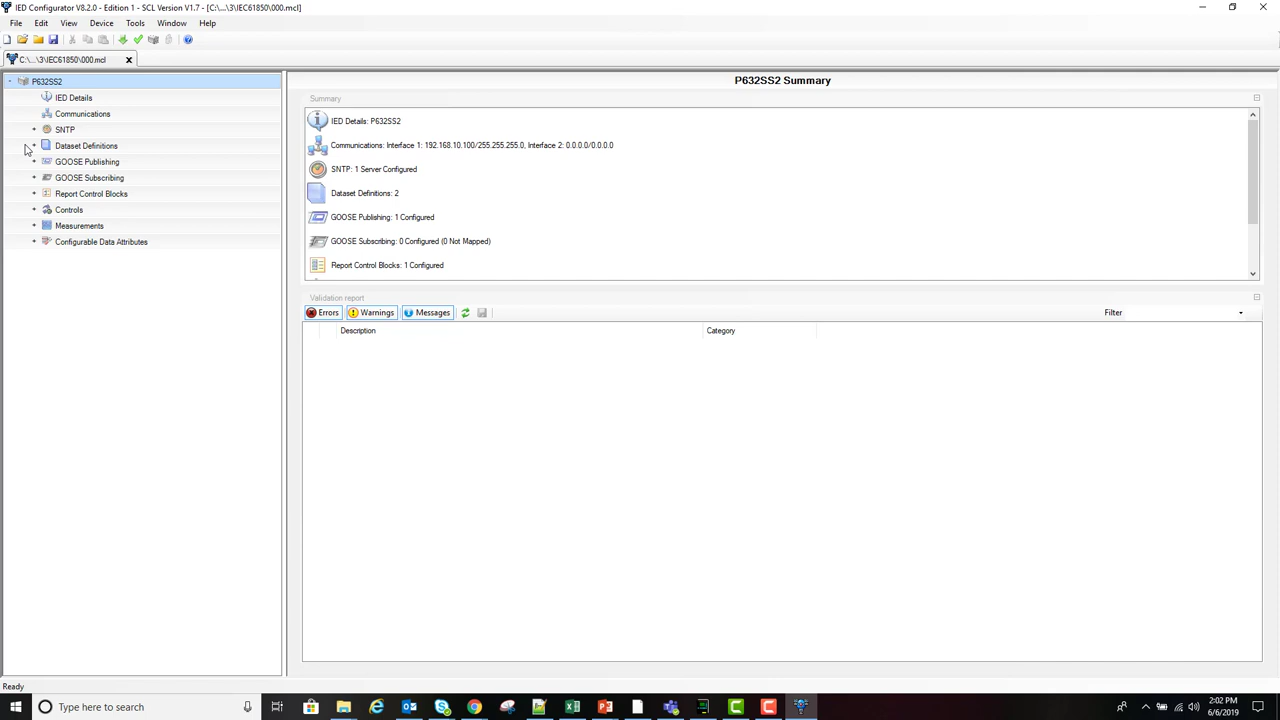 IED Configurator V8.2.0 - Edition 1 - SCL Version V1.7 - [C:\...\3\IEC61850\000.mcl]
File Edit View Device Tools Window Help
C:\...\3\IEC61850\000.mcl
P632SS2
IED Details
Communications
SNTP
Dataset Definitions
GOOSE Publishing
GOOSE Subscribing
Report Control Blocks
Controls
Measurements
Configurable Data Attributes
P632SS2 Summary
Summary
IED Details: P632SS2
Communications: Interface 1: 192.168.10.100/255.255.255.0, Interface 2: 0.0.0.0/0.0.0.0
SNTP: 1 Server Configured
Dataset Definitions: 2
GOOSE Publishing: 1 Configured
GOOSE Subscribing: 0 Configured (0 Not Mapped)
Report Control Blocks: 1 Configured
Validation report
Errors Warnings Messages Filter
Description Category
Ready
Type here to search
2:02 PM
6/6/2019